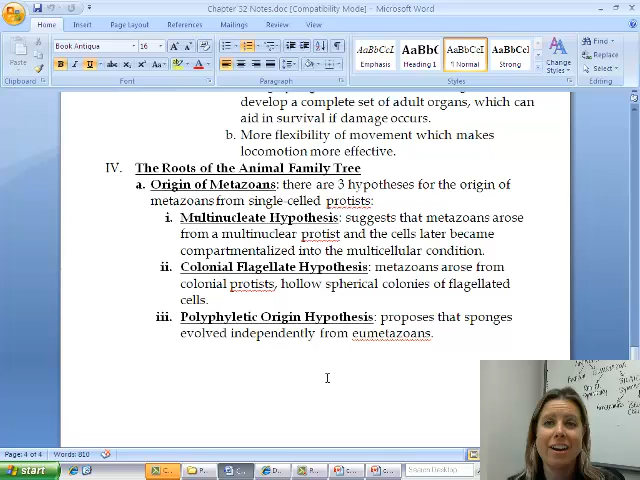 Chapter 32 Notes.doc [Compatibility Mode] - Microsoft Word
Home Insert Page Layout References Mailings Review View
Book Antiqua 16
Find
Replace
Select
Paste
AaBbCcI AaBb( AaBbCcI AaBbCc
Emphasis Heading 1 ¶ Normal Strong
Change Styles
Clipboard Font Paragraph Styles Editing
develop a complete set of adult organs, which can
aid in survival if damage occurs.
b. More flexibility of movement which makes
locomotion more effective.
IV. The Roots of the Animal Family Tree
a. Origin of Metazoans: there are 3 hypotheses for the origin of
metazoans from single-celled protists:
i. Multinucleate Hypothesis: suggests that metazoans arose
from a multinuclear protist and the cells later became
compartmentalized into the multicellular condition.
ii. Colonial Flagellate Hypothesis: metazoans arose from
colonial protists, hollow spherical colonies of flagellated
cells.
iii. Polyphyletic Origin Hypothesis: proposes that sponges
evolved independently from eumetazoans.
Page: 4 of 4 Words: 810
start
Search Desktop